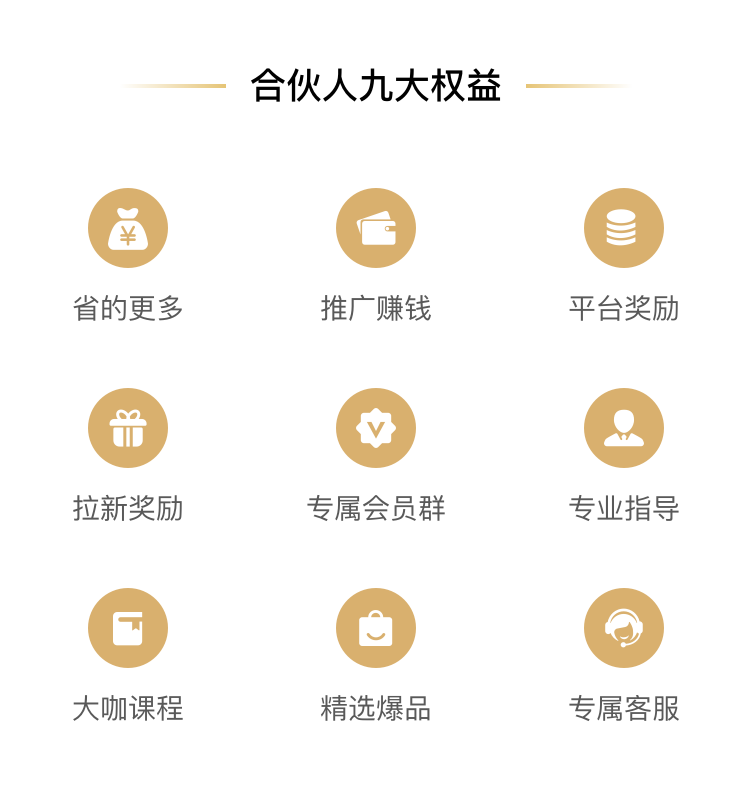 合伙人九大权益
省的更多
推广赚钱
平台奖励
拉新奖励
专属会员群
专业指导
大咖课程
精选爆品
专属客服